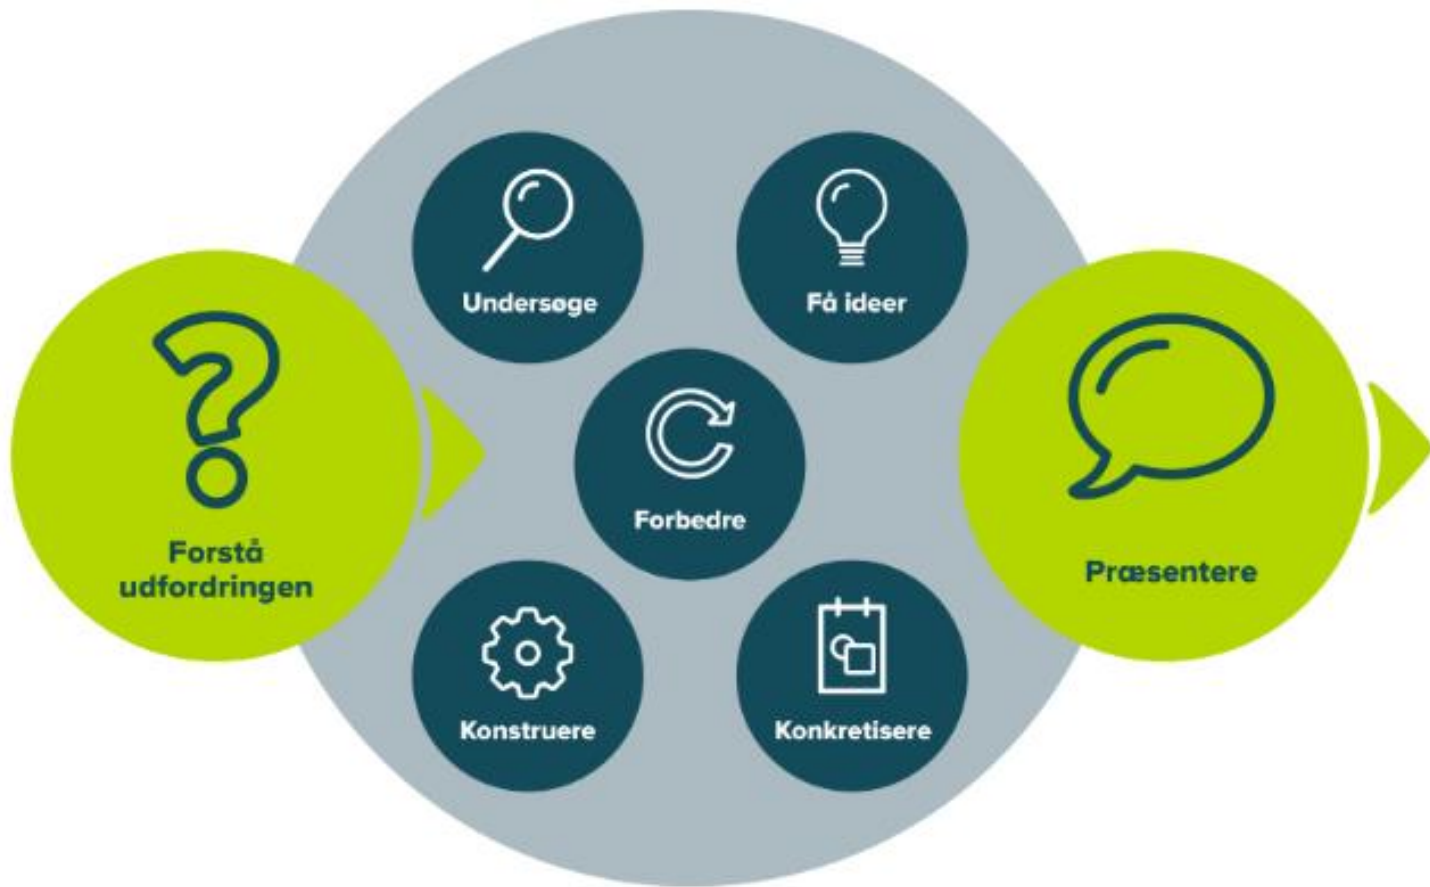 Undersøge
Få ideer
Forstå
udfordringen
Forbedre
Præsentere
Konstruere
Konkretisere